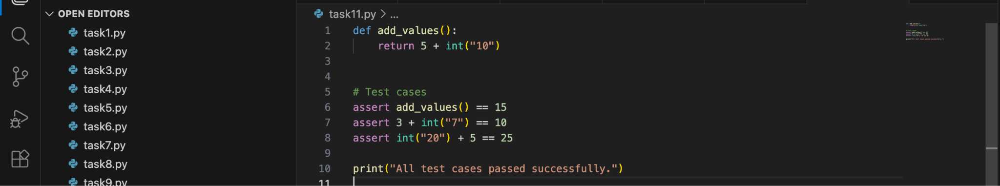 OPEN EDITORS
task1.py
task2.py
task3.py
task4.py
task5.py
task6.py
task7.py
task8.py
task9.py
task11.py > ...
1 def add_values():
2     return 5 + int("10")
3
4
5 # Test cases
6 assert add_values() == 15
7 assert 3 + int("7") == 10
8 assert int("20") + 5 == 25
9
10 print("All test cases passed successfully.")
11